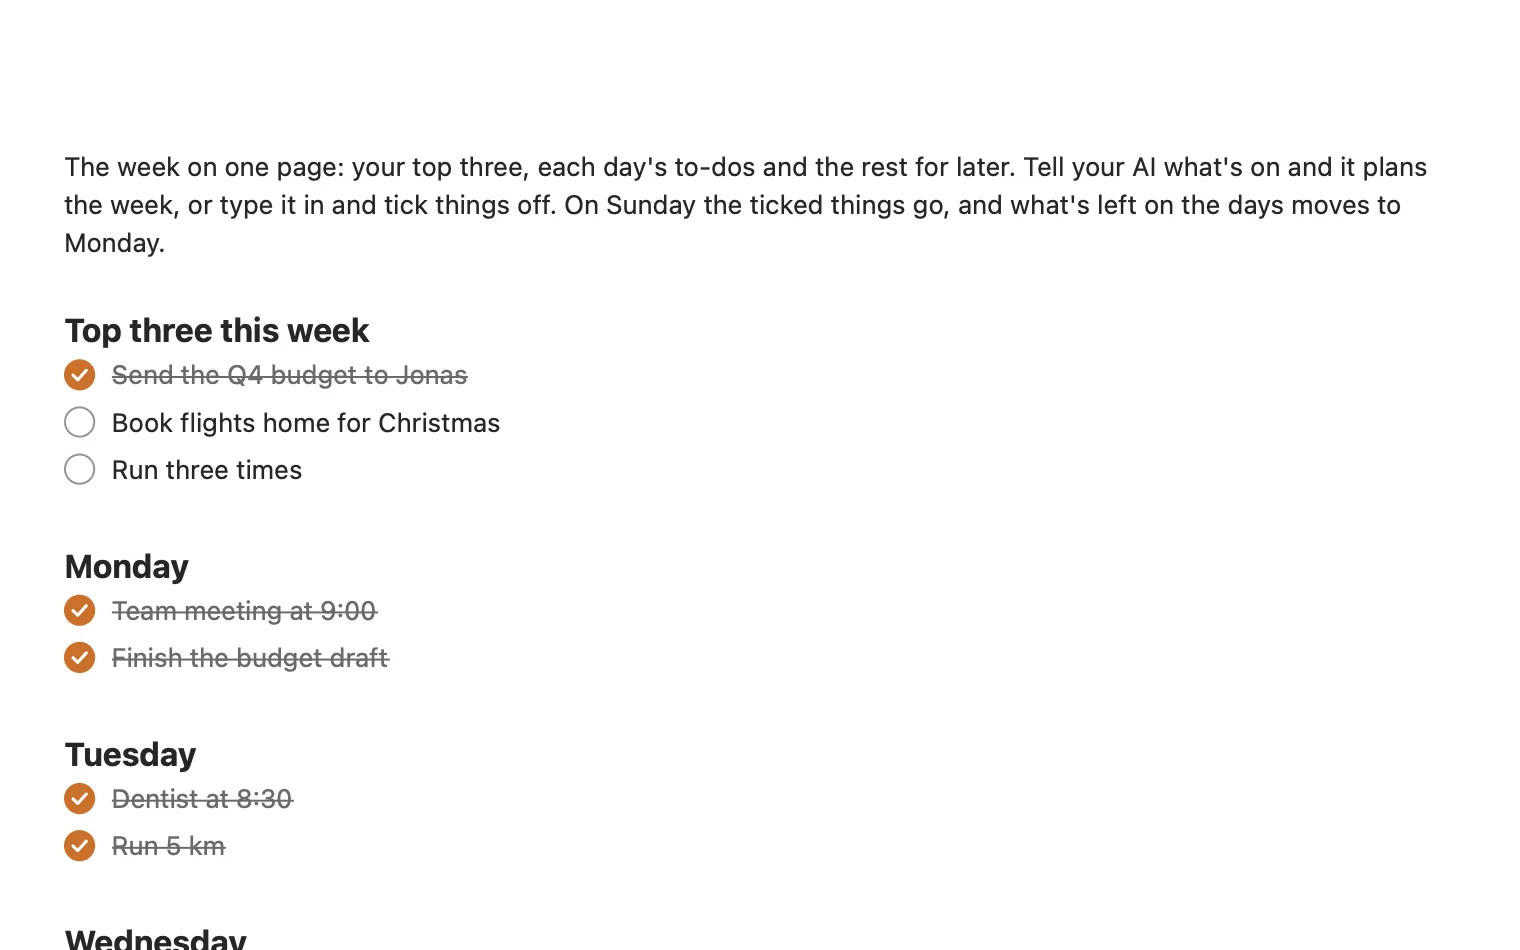 The week on one page: your top three, each day's to-dos and the rest for later. Tell your AI what's on and it plans
the week, or type it in and tick things off. On Sunday the ticked things go, and what's left on the days moves to
Monday.
Top three this week
Send the Q4 budget to Jonas
Book flights home for Christmas
Run three times
Monday
Team meeting at 9:00
Finish the budget draft
Tuesday
Dentist at 8:30
Run 5 km
Wednesday